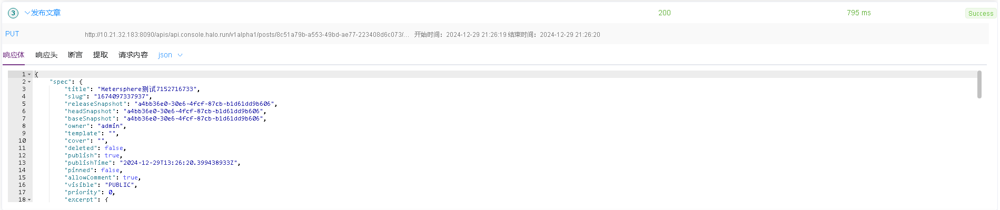 3 发布文章 200 795 ms Success
PUT http://10.21.32.183:8090/apis/api.console.halo.run/v1alpha1/posts/8c51a79b-a553-49bd-ae77-223408d6c073/... 开始时间：2024-12-29 21:26:19 结束时间：2024-12-29 21:26:20
响应体 响应头 断言 提取 请求内容 json
1 {
2 "spec": {
3 "title": "Metersphere测试7152716733",
4 "slug": "1674097337937",
5 "releaseSnapshot": "a4bb36e0-30e6-4fcf-87cb-b1d61dd9b606",
6 "headSnapshot": "a4bb36e0-30e6-4fcf-87cb-b1d61dd9b606",
7 "baseSnapshot": "a4bb36e0-30e6-4fcf-87cb-b1d61dd9b606",
8 "owner": "admin",
9 "template": "",
10 "cover": "",
11 "deleted": false,
12 "publish": true,
13 "publishTime": "2024-12-29T13:26:20.399438933Z",
14 "pinned": false,
15 "allowComment": true,
16 "visible": "PUBLIC",
17 "priority": 0,
18 "excerpt": {